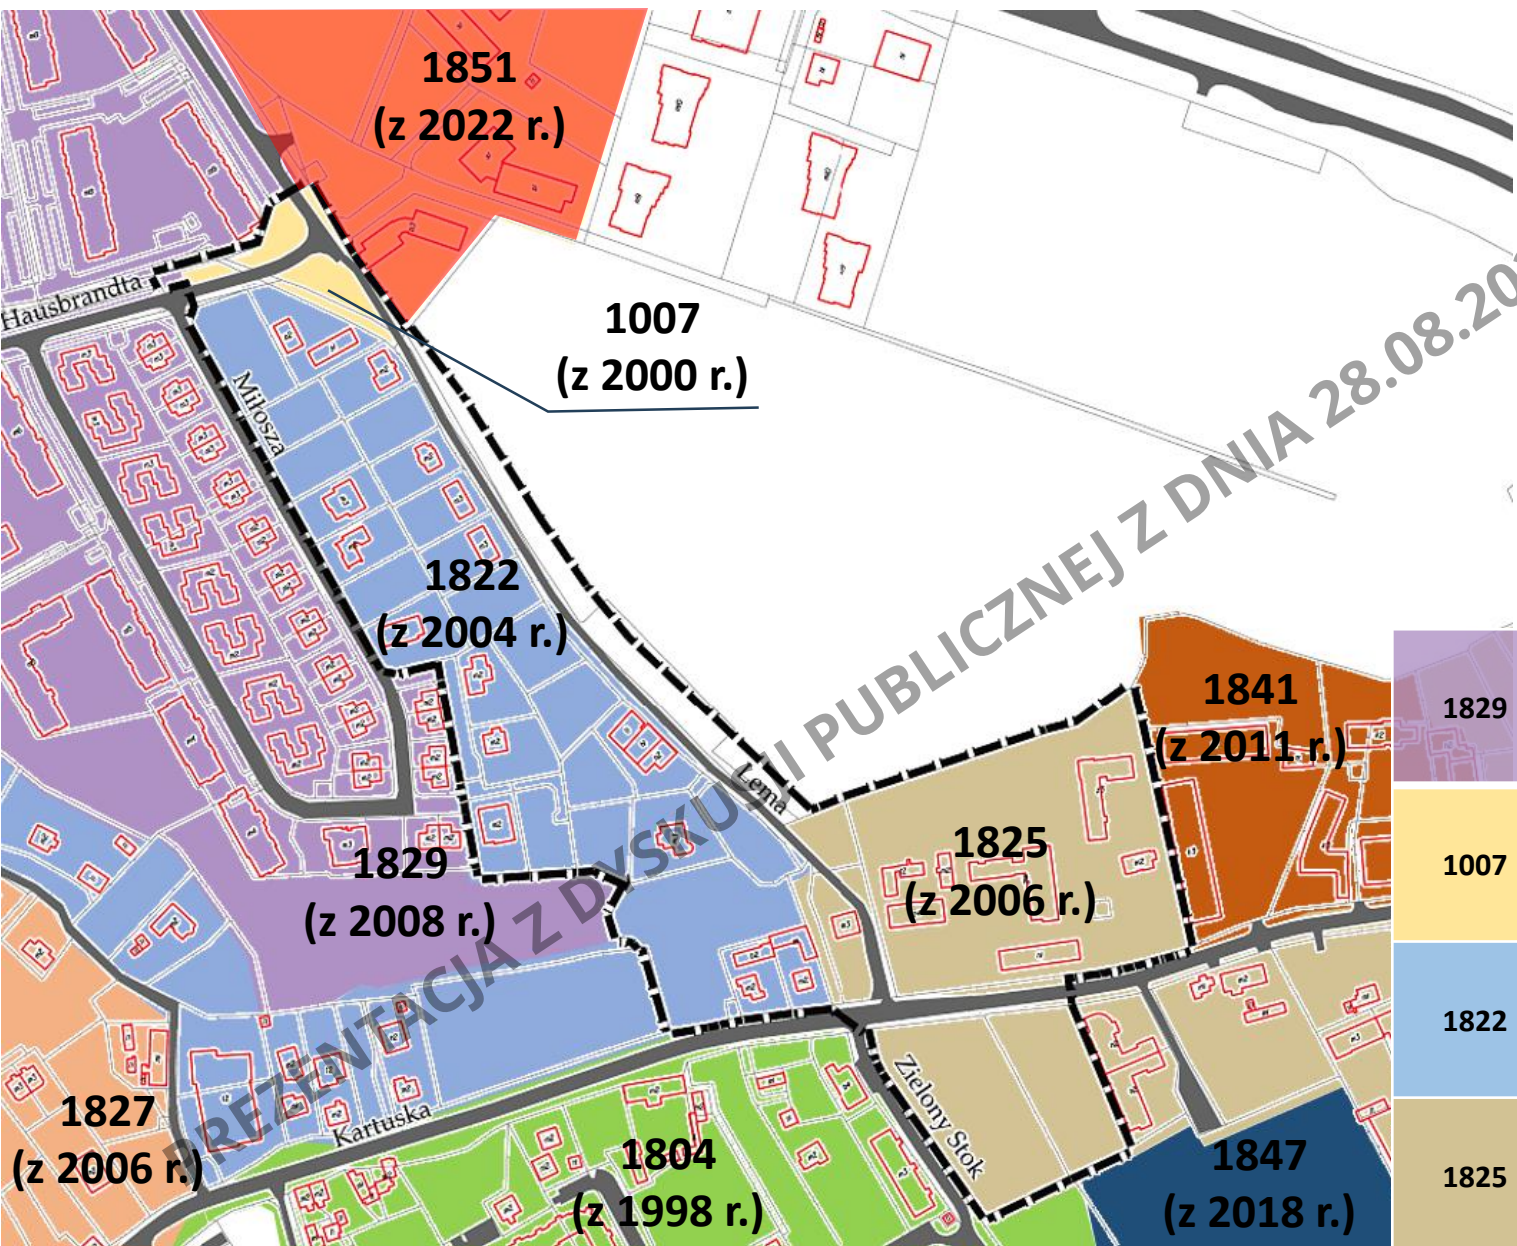 1851
(z 2022 r.)
Hausbrandta
1007
(z 2000 r.)
Miłosza
1822
(z 2004 r.)
1841
(z 2011 r.)
1829
Lema
1825
(z 2006 r.)
1829
(z 2008 r.)
1007
1822
Kartuska
Zielony Stok
1827
(z 2006 r.)
1804
(z 1998 r.)
1847
(z 2018 r.)
1825
PREZENTACJA Z DYSKUSJI PUBLICZNEJ Z DNIA 28.08.20